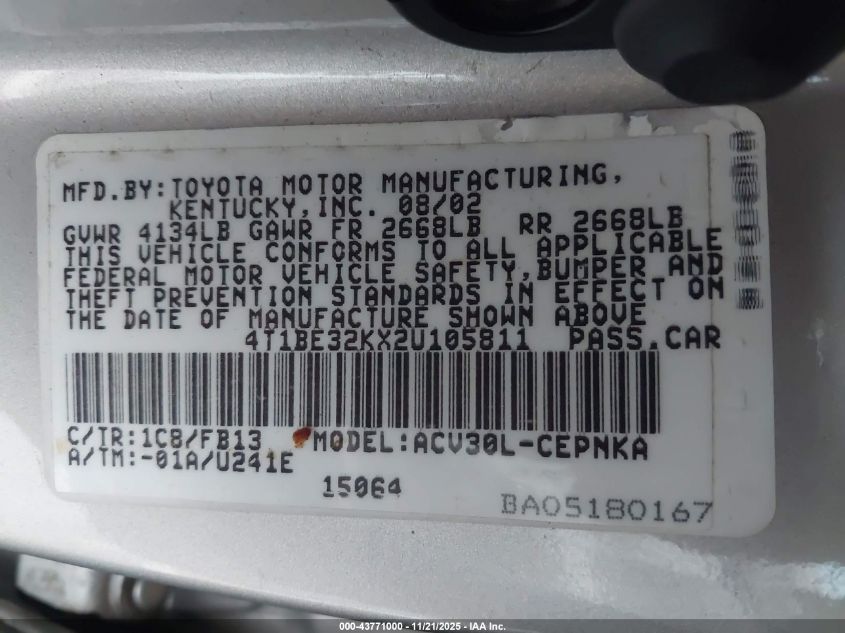 MFD.BY:TOYOTA MOTOR MANUFACTURING,
KENTUCKY,INC. 08/02
GVWR 4134LB GAWR FR 2668LB RR 2668LB
THIS VEHICLE CONFORMS TO ALL APPLICABLE
FEDERAL MOTOR VEHICLE SAFETY,BUMPER AND
THEFT PREVENTION STANDARDS IN EFFECT ON
THE DATE OF MANUFACTURE SHOWN ABOVE
4T1BE32KX2U105811 PASS.CAR
C/TR:1C8/FB13 MODEL:ACV30L-CEPNKA
A/TM:-01A/U241E
15064
BA05180167
000-43771000 - 11/21/2025 - IAA Inc.